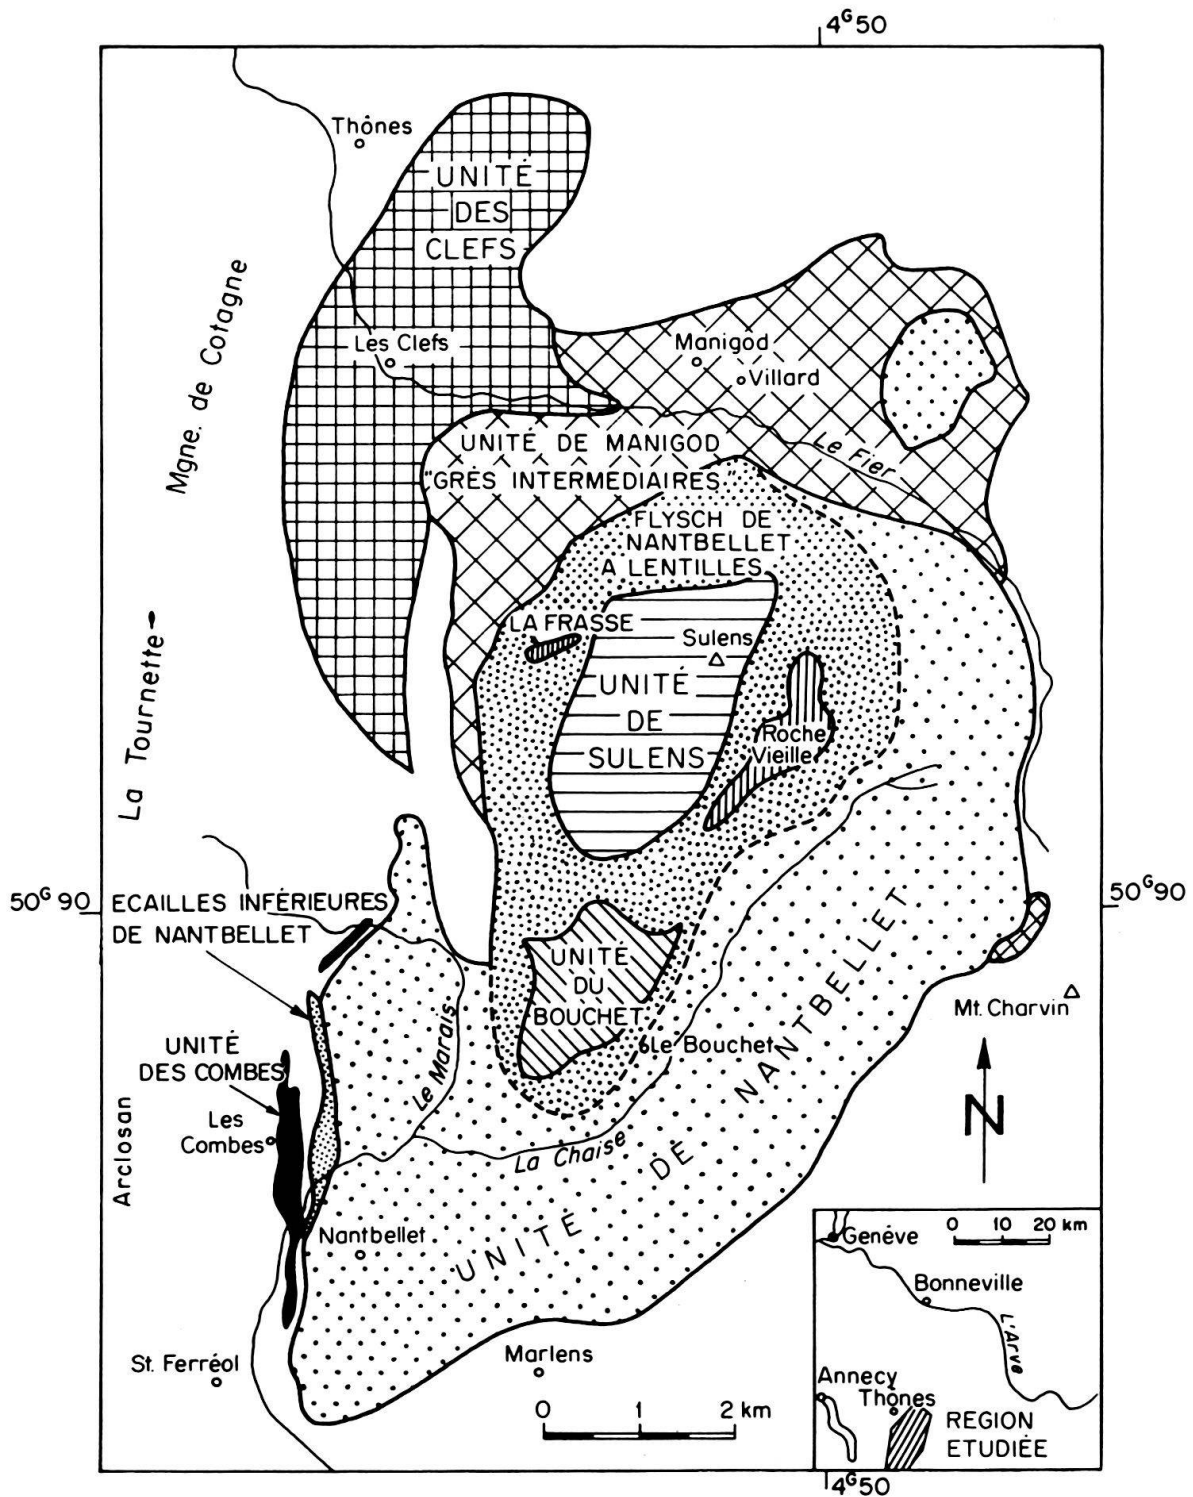 4ᴳ50
Thônes
UNITÉ
DES
CLEFS
Mgne. de Cotagne
Les Clefs
Manigod
Villard
UNITÉ DE MANIGOD
"GRÈS INTERMEDIAIRES"
Le Fier
FLYSCH DE
NANTBELLET
A LENTILLES
LA FRASSE
Sulens
UNITÉ
DE
SULENS
Roche
Vieille
La Tournette
50ᴳ90
ECAILLES INFÉRIEURES
DE NANTBELLET
50ᴳ90
UNITE
DU
BOUCHET
Mt. Charvin
Le Marais
Le Bouchet
UNITÉ
DES COMBES
Les
Combes
Arclosan
La Chaise
UNITÉ DE NANTBELLET
N
Nantbellet
St. Ferréol
Marlens
0 1 2 km
Genéve
0 10 20 km
Bonneville
L'Arve
Annecy
Thônes
REGION
ETUDIÉE
4ᴳ50